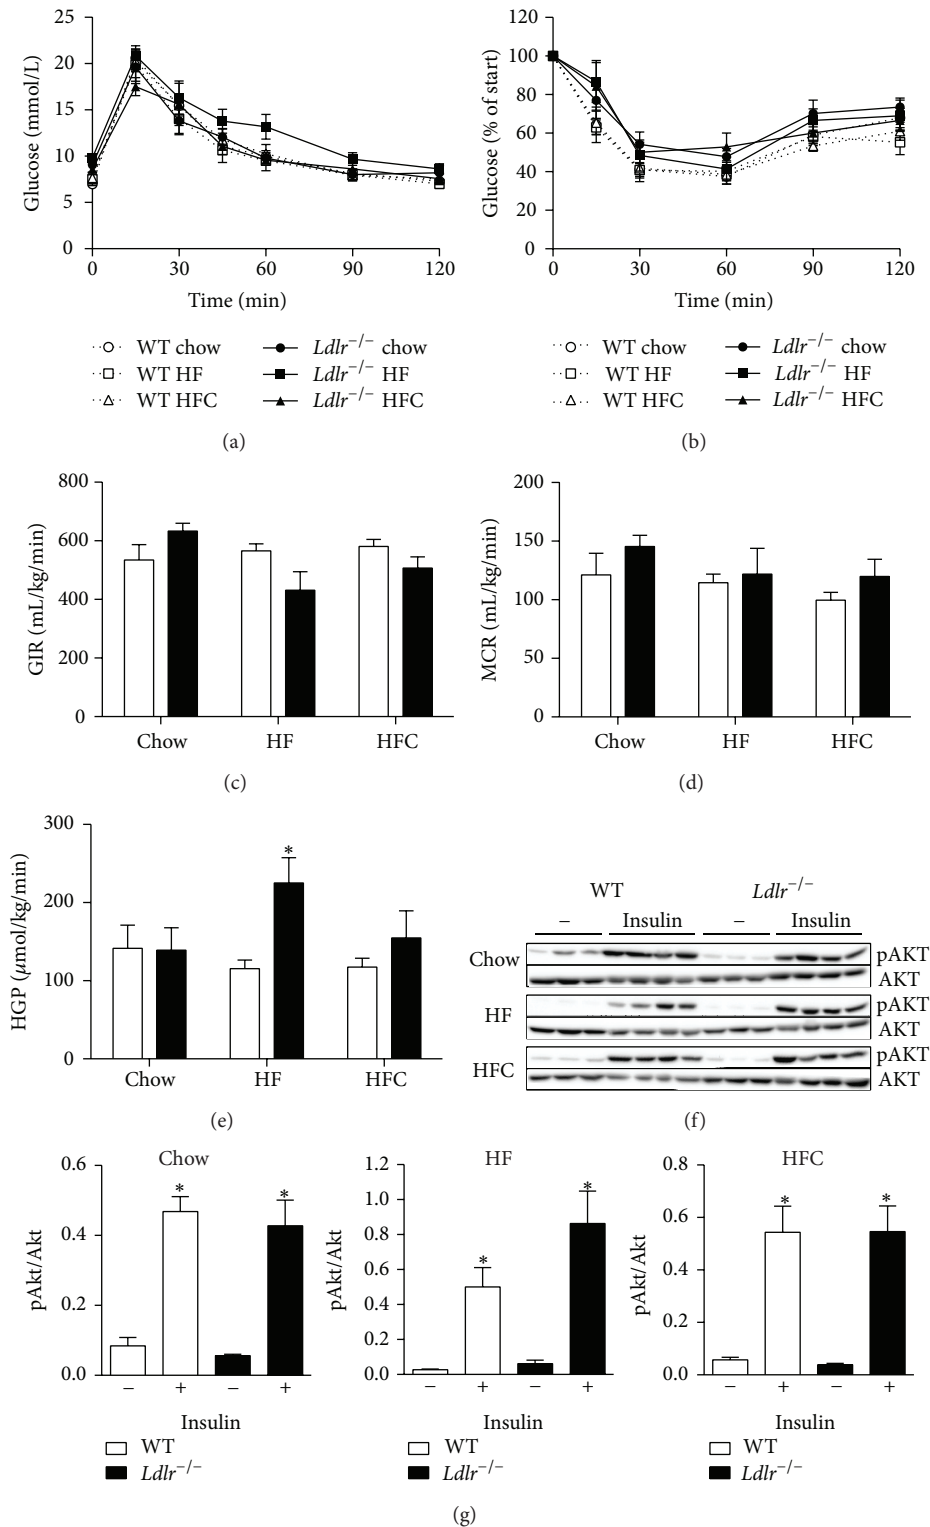 25
20
15
10
5
0
Glucose (mmol/L)
0 30 60 90 120
Time (min)
WT chow
WT HF
WT HFC
Ldlr−/− chow
Ldlr−/− HF
Ldlr−/− HFC
(a)
120
100
80
60
40
20
0
Glucose (% of start)
0 30 60 90 120
Time (min)
WT chow
WT HF
WT HFC
Ldlr−/− chow
Ldlr−/− HF
Ldlr−/− HFC
(b)
800
600
400
200
0
GIR (mL/kg/min)
Chow HF HFC
(c)
200
150
100
50
0
MCR (mL/kg/min)
Chow HF HFC
(d)
300
200
100
0
HGP (µmol/kg/min)
*
Chow HF HFC
(e)
WT Ldlr−/−
− Insulin − Insulin
Chow pAKT
AKT
HF pAKT
AKT
HFC pAKT
AKT
(f)
Chow
0.6
0.4
0.2
0.0
pAkt/Akt
* *
− + − +
Insulin
WT
Ldlr−/−
HF
1.2
1.0
0.8
0.6
0.4
0.2
0.0
pAkt/Akt
* *
− + − +
Insulin
WT
Ldlr−/−
HFC
0.8
0.6
0.4
0.2
0.0
pAkt/Akt
* *
− + − +
Insulin
WT
Ldlr−/−
(g)